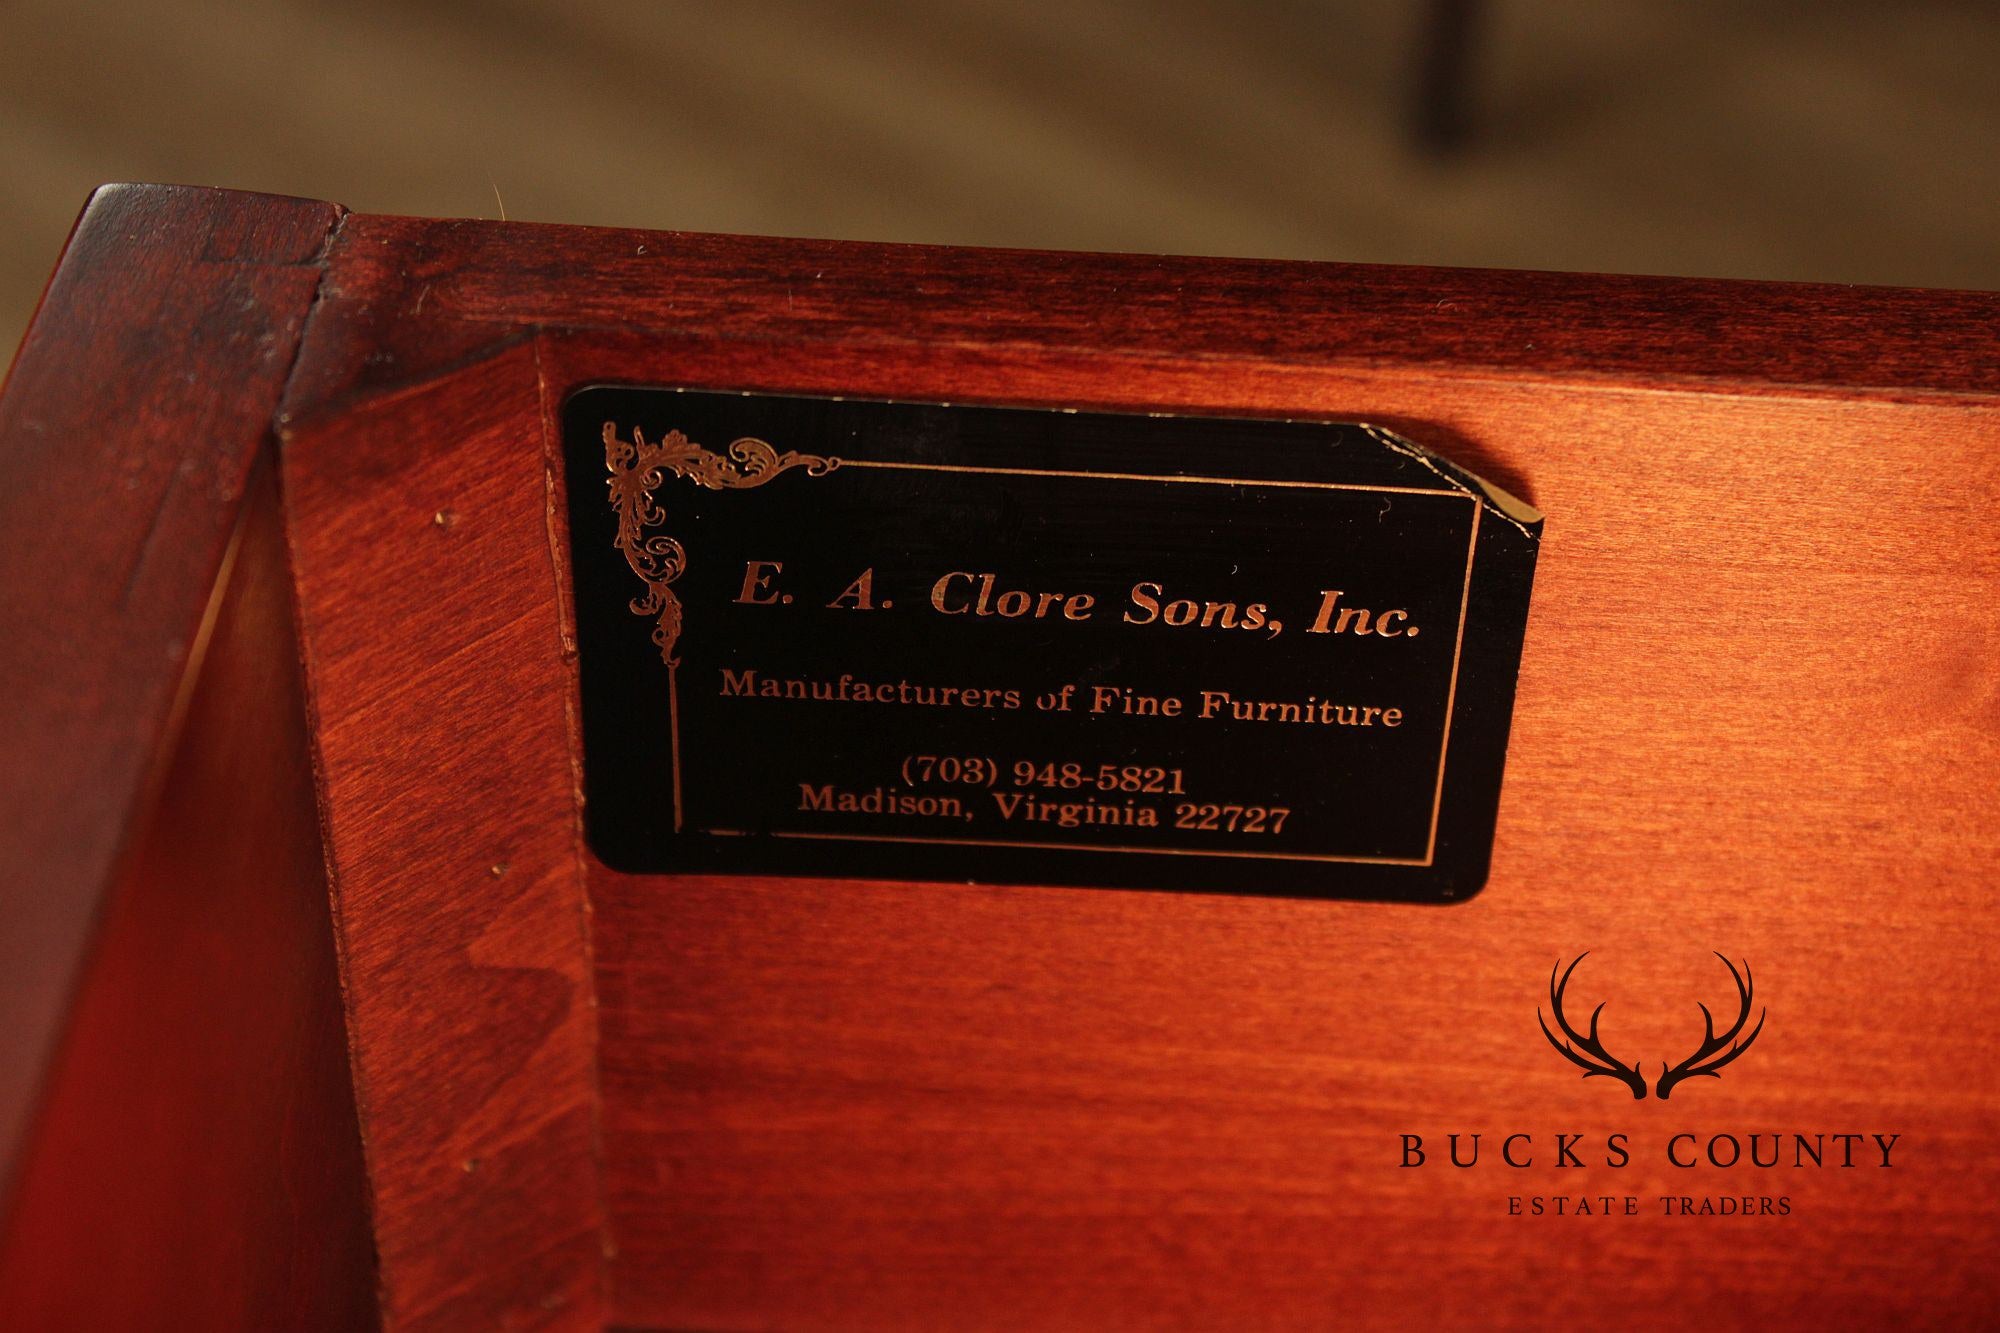 E. A. Clore Sons, Inc.
Manufacturers of Fine Furniture
(703) 948-5821
Madison, Virginia 22727
BUCKS COUNTY
ESTATE TRADERS